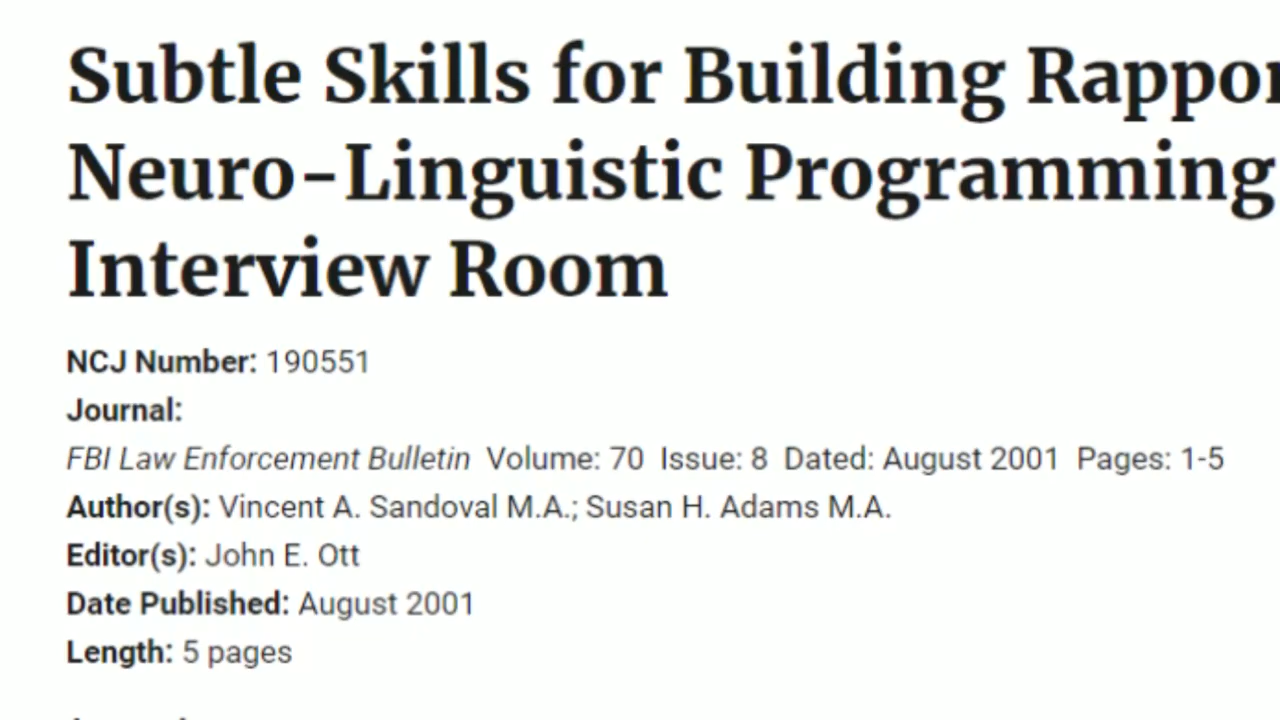 Subtle Skills for Building
Neuro-Linguistic Programming
Interview Room
NCJ Number: 190551
Journal:
FBI Law Enforcement Bulletin Volume: 70 Issue: 8 Dated: August 2001 Pages: 1-5
Author(s): Vincent A. Sandoval M.A.; Susan H. Adams M.A.
Editor(s): John E. Ott
Date Published: August 2001
Length: 5 pages